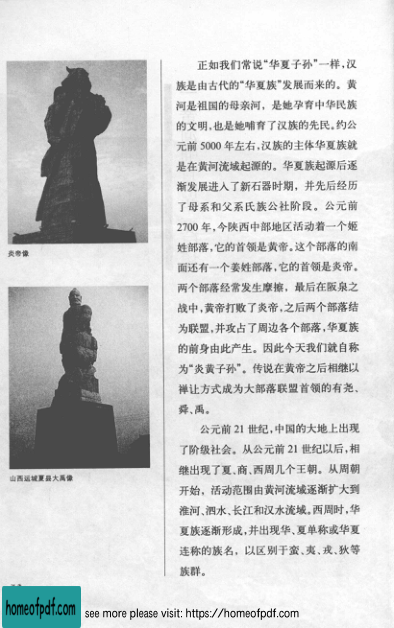 正如我们常说“华夏子孙”一样,汉
族是由古代的“华夏族”发展而来的。黄
河是祖国的母亲河，是她孕育中华民族
的文明,也是她哺育了汉族的先民。约公
元前5000年左右,汉族的主体华夏族就
是在黄河流域起源的。华夏族起源后逐
渐发展进入了新石器时期，并先后经历
了母系和父系氏族公社阶段。公元前
2700年,今陕西中部地区活动着一个姬
姓部落,它的首领是黄帝。这个部落的南
面还有一个姜姓部落,它的首领是炎帝。
两个部落经常发生摩擦，最后在阪泉之
战中,黄帝打败了炎帝,之后两个部落结
为联盟,并攻占了周边各个部落,华夏族
的前身由此产生。因此今天我们就自称
为“炎黄子孙”。传说在黄帝之后相继以
禅让方式成为大部落联盟首领的有尧、
舜、禹。
公元前21世纪,中国的大地上出现
了阶级社会。从公元前21世纪以后,相
继出现了夏、商、西周几个王朝。从周朝
开始，活动范围由黄河流域逐渐扩大到
淮河、泗水、长江和汉水流域。西周时,华
夏族逐渐形成,并出现华、夏单称或华夏
连称的族名，以区别于蛮、夷、戎、狄等
族群。
炎帝像
山西运城夏县大禹像
homeofpdf.com
see more please visit: https://homeofpdf.com